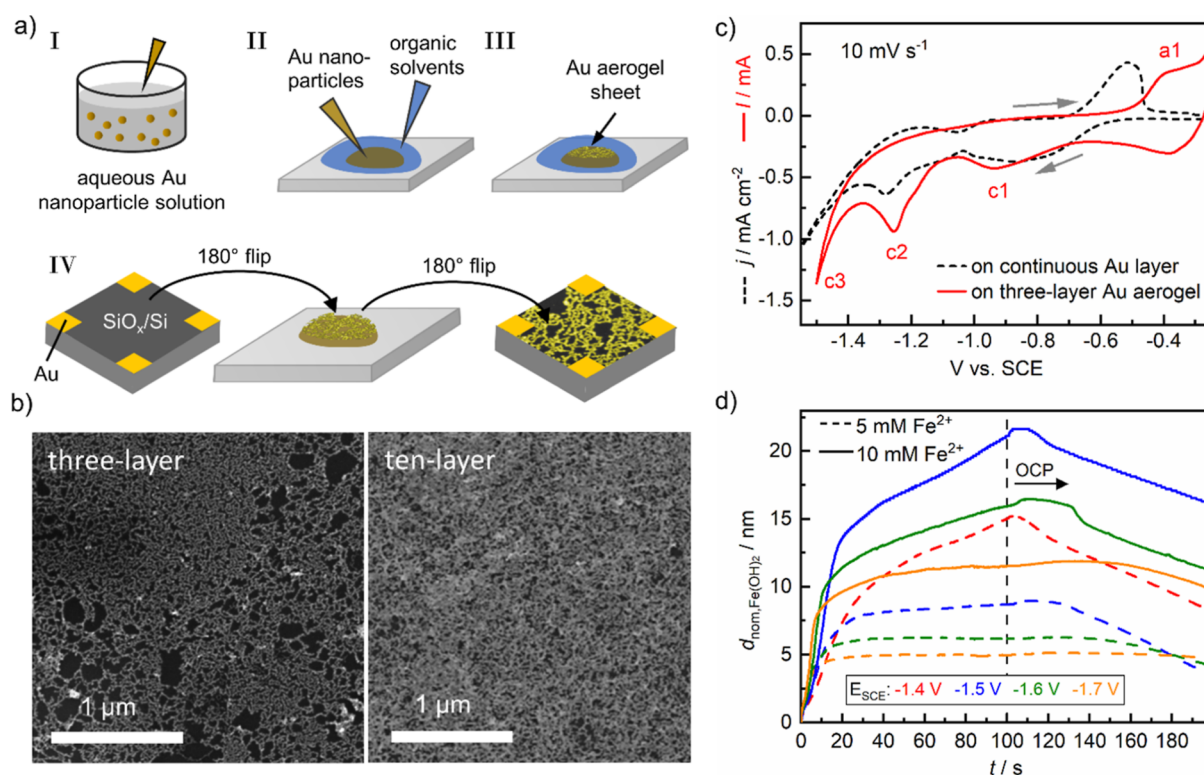 a)
I
II
III
Au nano-
particles
organic
solvents
Au aerogel
sheet
aqueous Au
nanoparticle solution
IV
180° flip
180° flip
SiOₓ/Si
Au
b)
three-layer
1 µm
ten-layer
1 µm
c)
10 mV s⁻¹
a1
c1
c2
c3
--- j / mA cm⁻²
— I / mA
0.5
0.0
-0.5
-1.0
-1.5
on continuous Au layer
on three-layer Au aerogel
-1.4 -1.2 -1.0 -0.8 -0.6 -0.4
V vs. SCE
d)
5 mM Fe²⁺
10 mM Fe²⁺
OCP
d nom,Fe(OH)₂ / nm
20
15
10
5
0
E SCE: -1.4 V -1.5 V -1.6 V -1.7 V
0 20 40 60 80 100 120 140 160 180
t / s